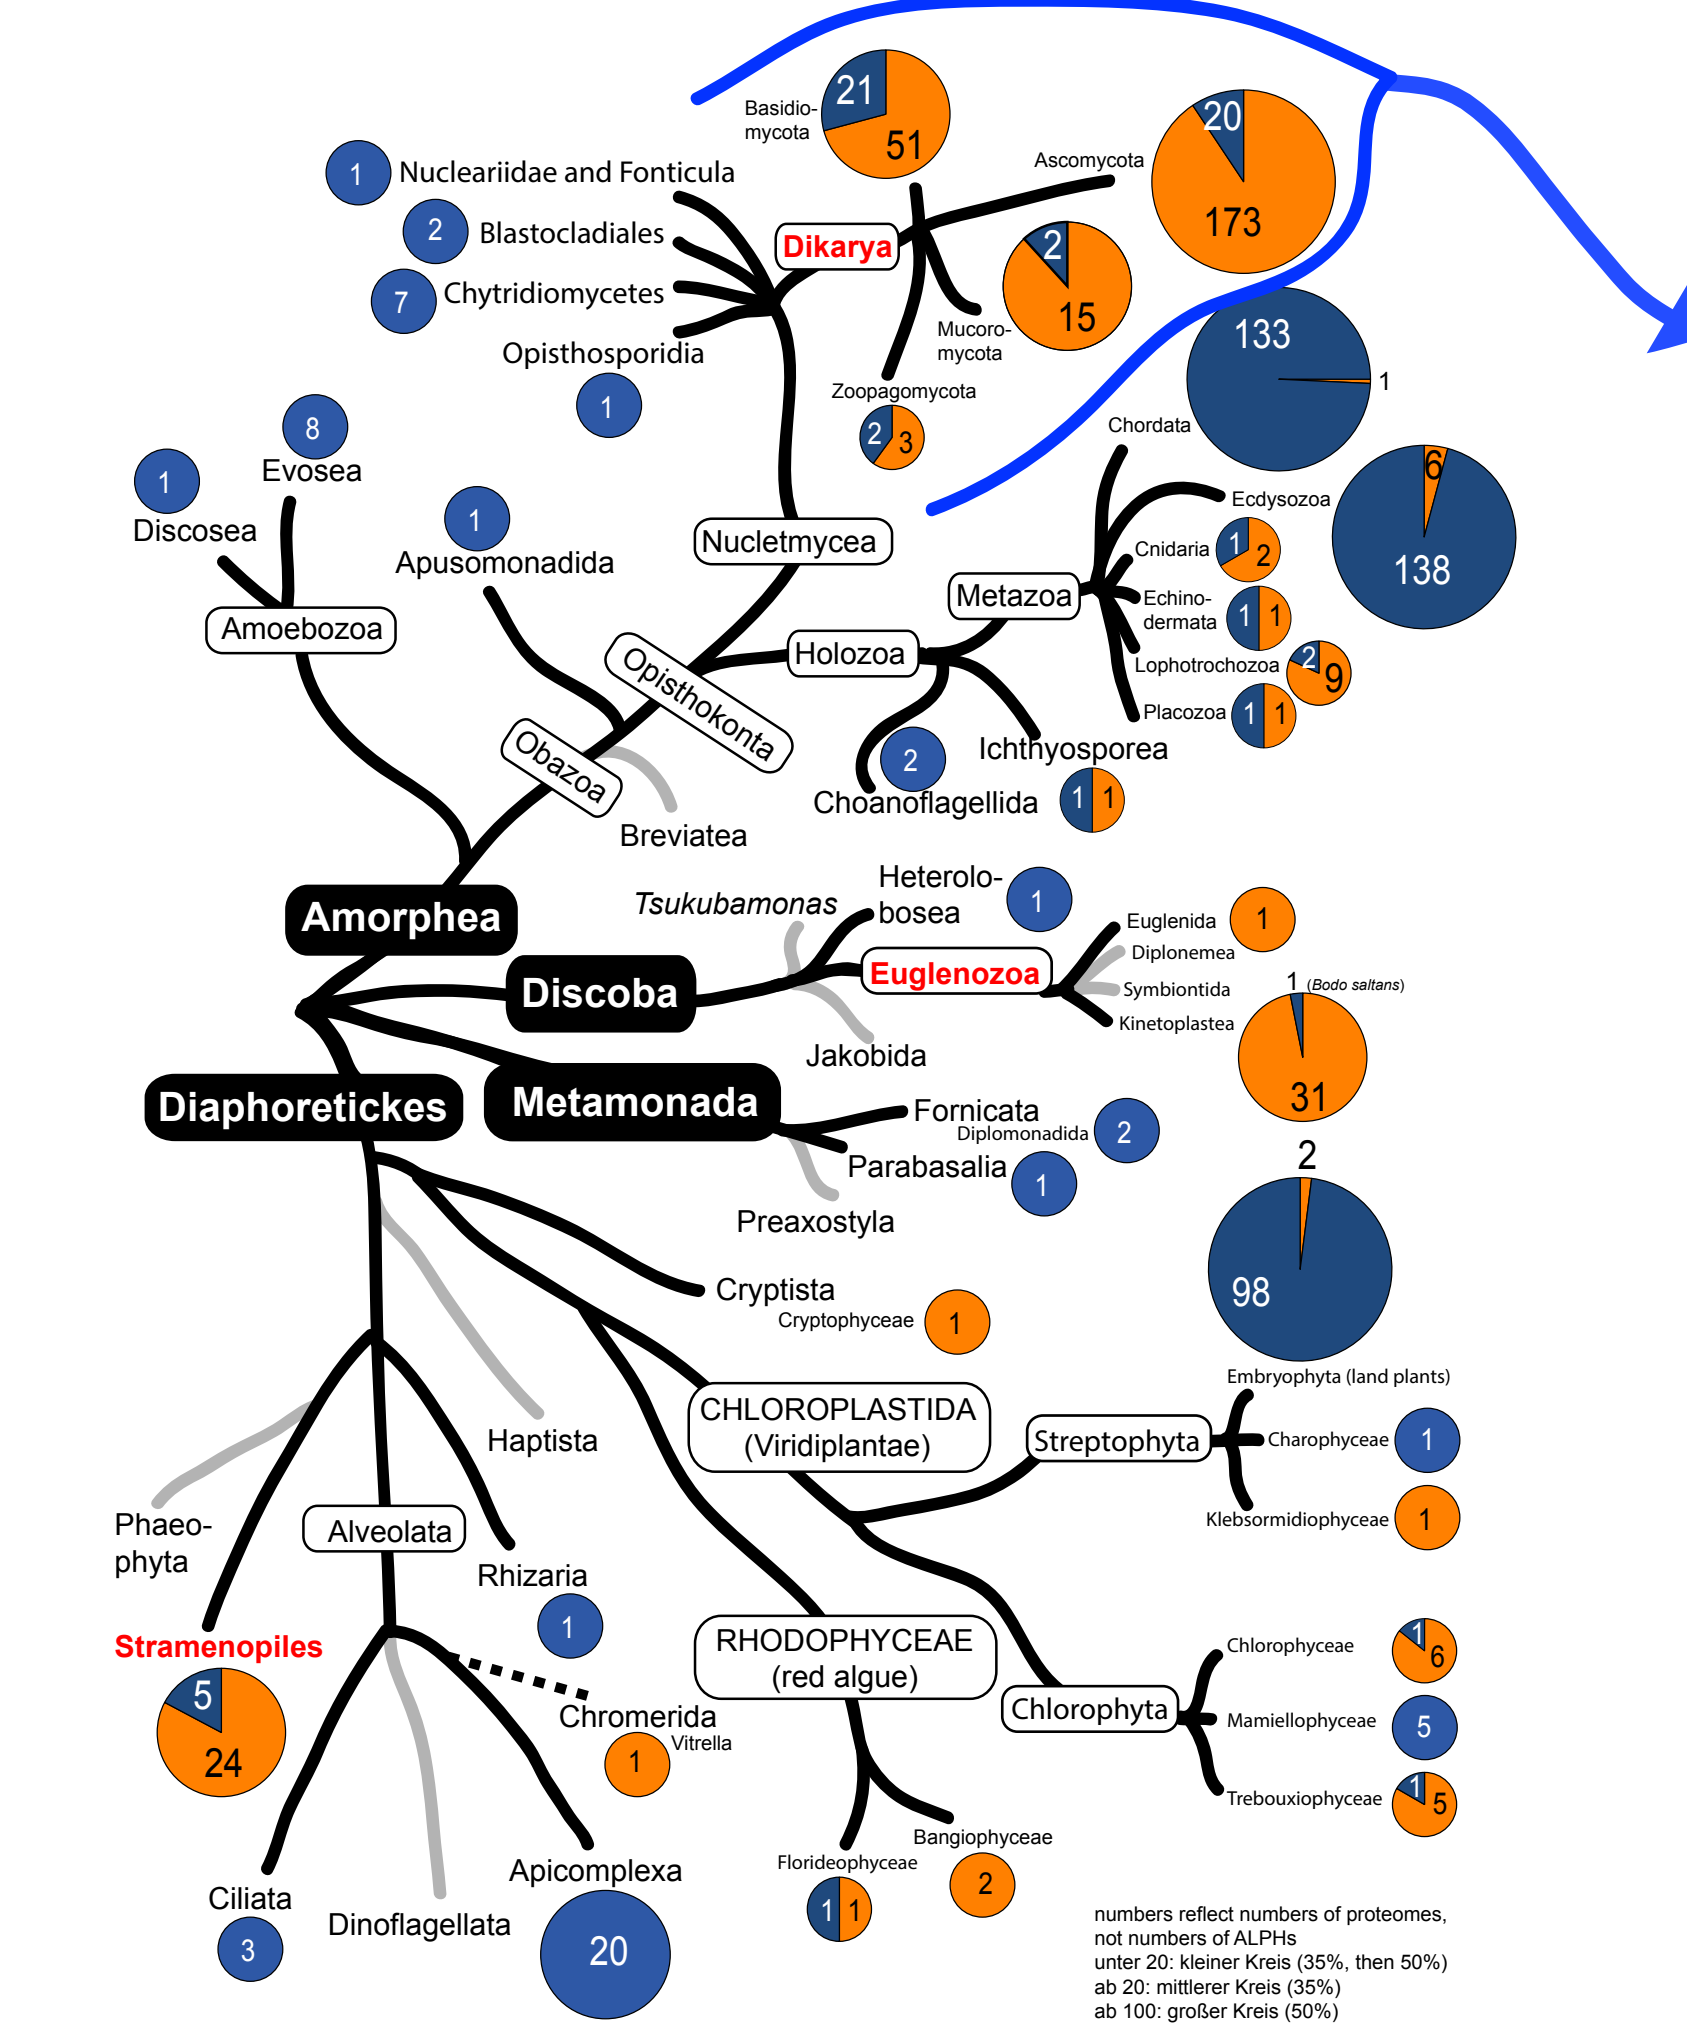 21
Basidio-
mycota
51
20
Ascomycota
173
1
Nucleariidae and Fonticula
2
Blastocladiales
Dikarya
7
Chytridiomycetes
2
15
Mucoro-
mycota
Opisthosporidia
1
Zoopagomycota
2
3
133
1
Chordata
8
Evosea
1
Discosea
1
Apusomonadida
6
138
Ecdysozoa
Nucletmycea
Cnidaria
1
2
Metazoa
Echino-
dermata
1
1
Amoebozoa
Holozoa
Lophotrochozoa
2
9
Opisthokonta
Placozoa
1
1
Obazoa
Ichthyosporea
1
1
2
Choanoflagellida
Breviatea
Amorphea
Tsukubamonas
Heterolo-
bosea
1
Euglenida
1
Diplonemea
Discoba
Euglenozoa
Symbiontida
1 (Bodo saltans)
Kinetoplastea
31
Jakobida
Diaphoretickes
Metamonada
Fornicata
Diplomonadida
2
Parabasalia
1
Preaxostyla
2
98
Embryophyta (land plants)
Cryptista
Cryptophyceae
1
CHLOROPLASTIDA
(Viridiplantae)
Streptophyta
Charophyceae
1
Klebsormidiophyceae
1
Haptista
Phaeo-
phyta
Alveolata
Rhizaria
1
Stramenopiles
5
24
RHODOPHYCEAE
(red algue)
Chlorophyta
Chlorophyceae
1
6
Mamiellophyceae
5
Trebouxiophyceae
1
5
Chromerida
Vitrella
1
Bangiophyceae
2
Florideophyceae
1
1
Apicomplexa
20
Ciliata
3
Dinoflagellata
numbers reflect numbers of proteomes,
not numbers of ALPHs
unter 20: kleiner Kreis (35%, then 50%)
ab 20: mittlerer Kreis (35%)
ab 100: großer Kreis (50%)